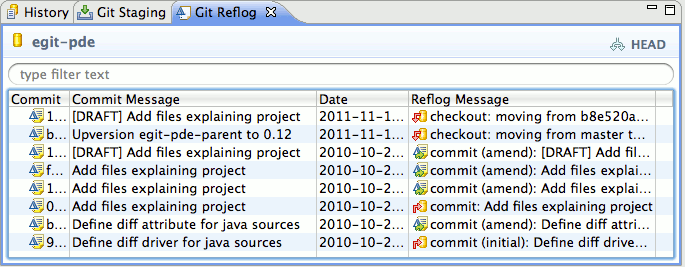 History Git Staging Git Reflog
egit-pde HEAD
type filter text
Commit Commit Message Date Reflog Message
1... [DRAFT] Add files explaining project 2011-11-1... checkout: moving from b8e520a...
b... Upversion egit-pde-parent to 0.12 2011-11-1... checkout: moving from master t...
1... [DRAFT] Add files explaining project 2010-10-2... commit (amend): [DRAFT] Add fil...
f... Add files explaining project 2010-10-2... commit (amend): Add files explai...
1... Add files explaining project 2010-10-2... commit (amend): Add files explai...
0... Add files explaining project 2010-10-2... commit: Add files explaining project
b... Define diff attribute for java sources 2010-10-2... commit (amend): Define diff attri...
9... Define diff driver for java sources 2010-10-2... commit (initial): Define diff drive...